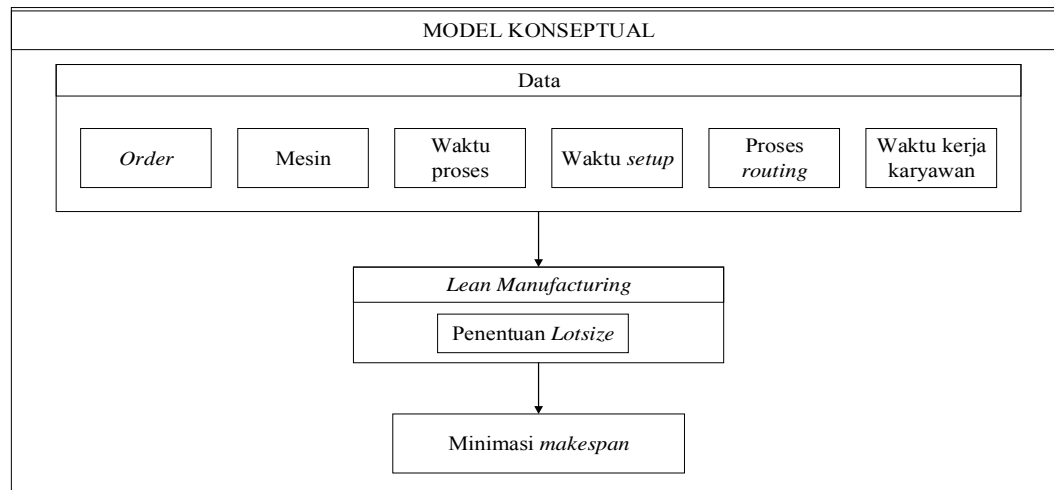 MODEL KONSEPTUAL
Data
Order
Mesin
Waktu
proses
Waktu setup
Proses
routing
Waktu kerja
karyawan
Lean Manufacturing
Penentuan Lotsize
Minimasi makespan